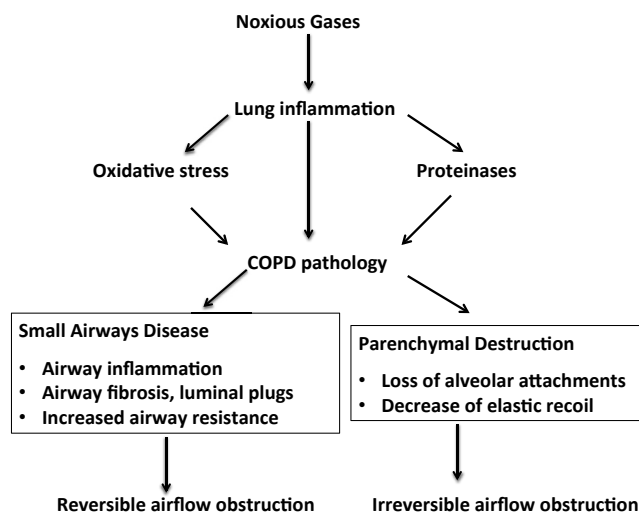 Noxious Gases
Lung inflammation
Oxidative stress
Proteinases
COPD pathology
Small Airways Disease
• Airway inflammation
• Airway fibrosis, luminal plugs
• Increased airway resistance
Parenchymal Destruction
• Loss of alveolar attachments
• Decrease of elastic recoil
Reversible airflow obstruction
Irreversible airflow obstruction